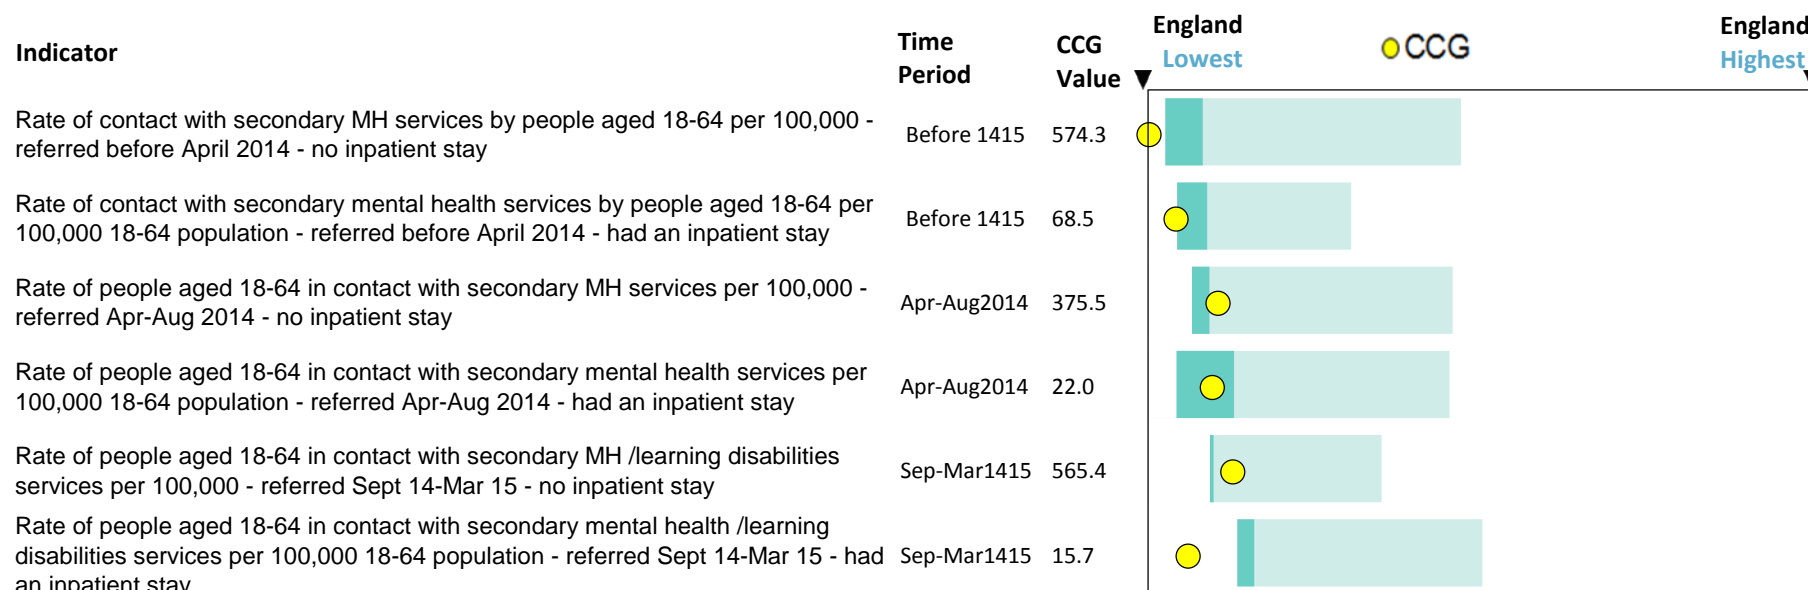 Indicator
Time
Period
CCG
Value
England
Lowest
CCG
England
Highest
Rate of contact with secondary MH services by people aged 18-64 per 100,000 -
referred before April 2014 - no inpatient stay
Before 1415
574.3
Rate of contact with secondary mental health services by people aged 18-64 per
100,000 18-64 population - referred before April 2014 - had an inpatient stay
Before 1415
68.5
Rate of people aged 18-64 in contact with secondary MH services per 100,000 -
referred Apr-Aug 2014 - no inpatient stay
Apr-Aug2014
375.5
Rate of people aged 18-64 in contact with secondary mental health services per
100,000 18-64 population - referred Apr-Aug 2014 - had an inpatient stay
Apr-Aug2014
22.0
Rate of people aged 18-64 in contact with secondary MH /learning disabilities
services per 100,000 - referred Sept 14-Mar 15 - no inpatient stay
Sep-Mar1415
565.4
Rate of people aged 18-64 in contact with secondary mental health /learning
disabilities services per 100,000 18-64 population - referred Sept 14-Mar 15 - had
an inpatient stay
Sep-Mar1415
15.7